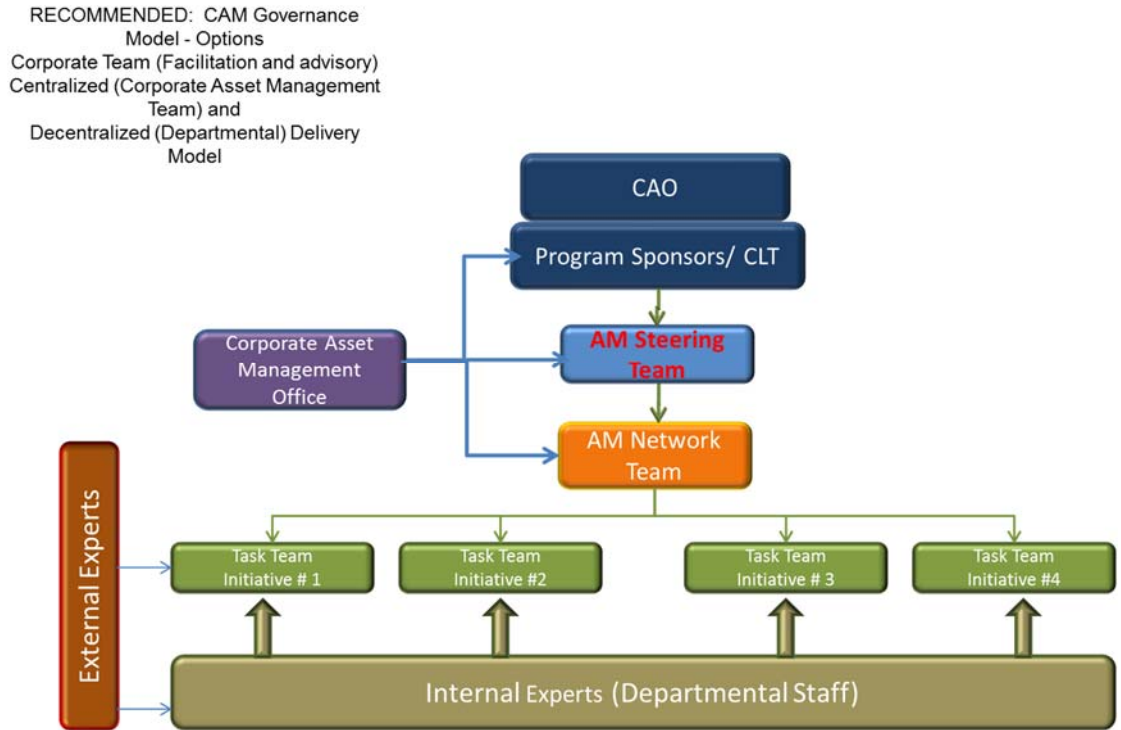 RECOMMENDED: CAM Governance
Model - Options
Corporate Team (Facilitation and advisory)
Centralized (Corporate Asset Management
Team) and
Decentralized (Departmental) Delivery
Model
CAO
Program Sponsors/ CLT
AM Steering
Team
Corporate Asset
Management
Office
AM Network
Team
External Experts
Task Team
Initiative # 1
Task Team
Initiative #2
Task Team
Initiative # 3
Task Team
Initiative #4
Internal Experts (Departmental Staff)